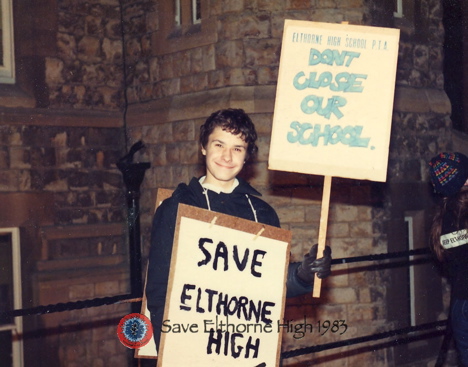 ELTHORNE HIGH SCHOOL P.T.A.
DONT
CLOSE
OUR
SCHOOL.
SAVE
ELTHORNE
HIGH
Save Elthorne High 1983